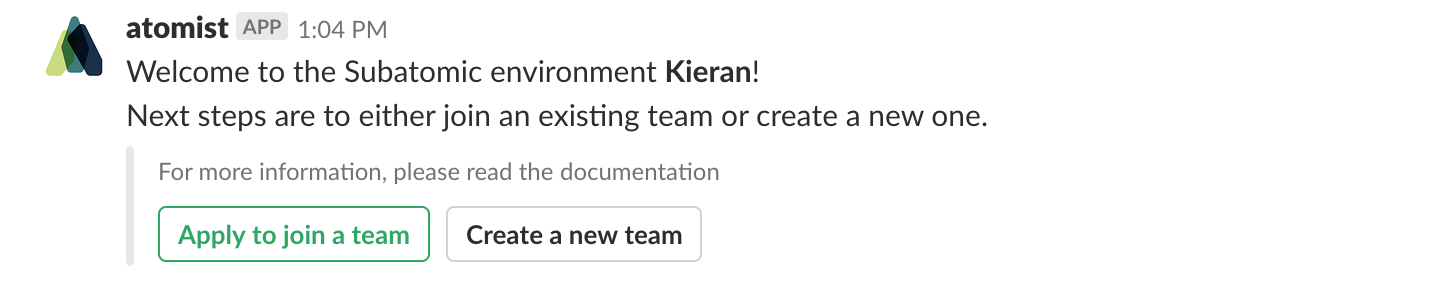 atomist APP 1:04 PM
Welcome to the Subatomic environment Kieran!
Next steps are to either join an existing team or create a new one.
For more information, please read the documentation
Apply to join a team Create a new team